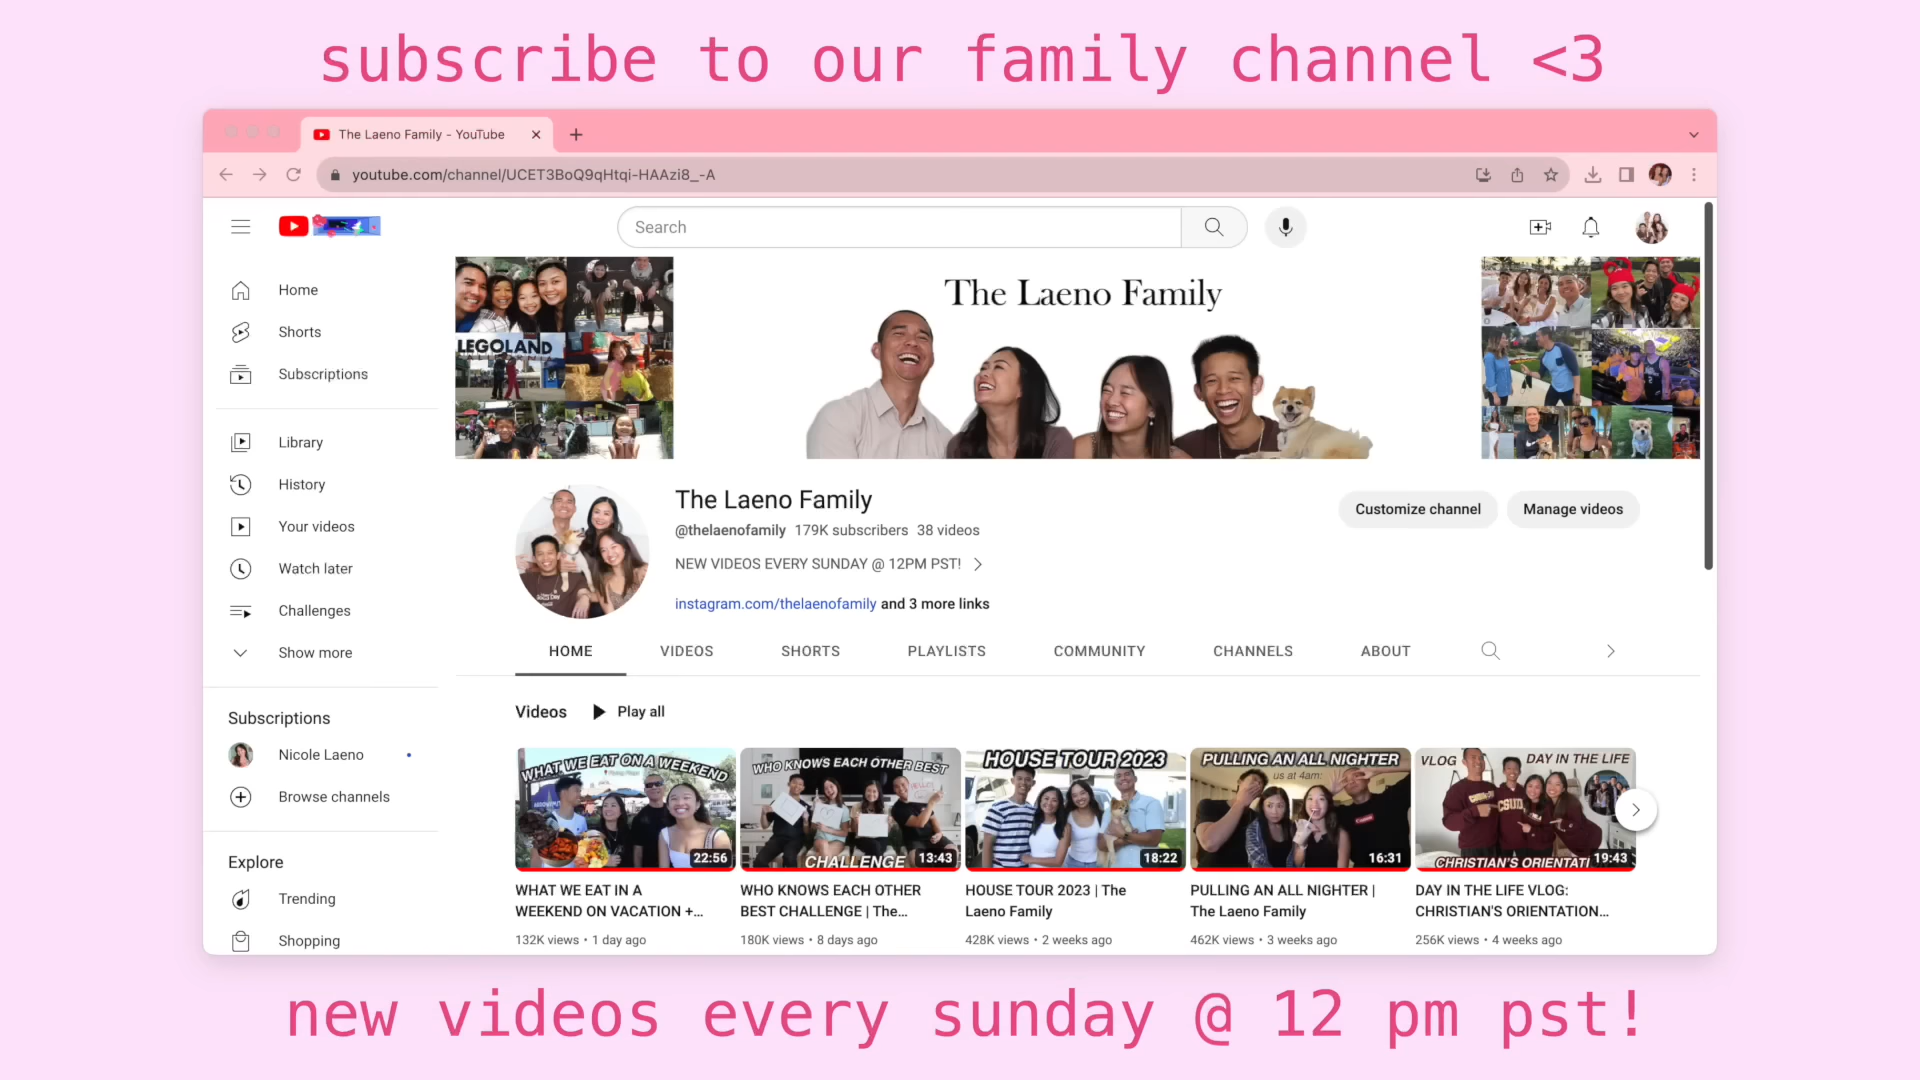 subscribe to our family channel <3
The Laeno Family - YouTube
youtube.com/channel/UCET3BoQ9qHtqi-HAAzi8_-A
Search
Home
Shorts
Subscriptions
Library
History
Your videos
Watch later
Challenges
Show more
Subscriptions
Nicole Laeno
Browse channels
Explore
Trending
Shopping
LEGOLAND
The Laeno Family
The Laeno Family
@thelaenofamily 179K subscribers 38 videos
NEW VIDEOS EVERY SUNDAY @ 12PM PST!
instagram.com/thelaenofamily and 3 more links
Customize channel
Manage videos
HOME VIDEOS SHORTS PLAYLISTS COMMUNITY CHANNELS ABOUT
Videos Play all
WHAT WE EAT ON A WEEKEND
22:56
WHAT WE EAT IN A
WEEKEND ON VACATION +...
132K views • 1 day ago
WHO KNOWS EACH OTHER BEST
CHALLENGE
13:43
WHO KNOWS EACH OTHER
BEST CHALLENGE | The...
180K views • 8 days ago
HOUSE TOUR 2023
18:22
HOUSE TOUR 2023 | The
Laeno Family
428K views • 2 weeks ago
PULLING AN ALL NIGHTER
us at 4am:
16:31
PULLING AN ALL NIGHTER |
The Laeno Family
462K views • 3 weeks ago
VLOG DAY IN THE LIFE
CSUD
CHRISTIAN'S ORIENTATI
19:43
DAY IN THE LIFE VLOG:
CHRISTIAN'S ORIENTATION...
256K views • 4 weeks ago
new videos every sunday @ 12 pm pst!